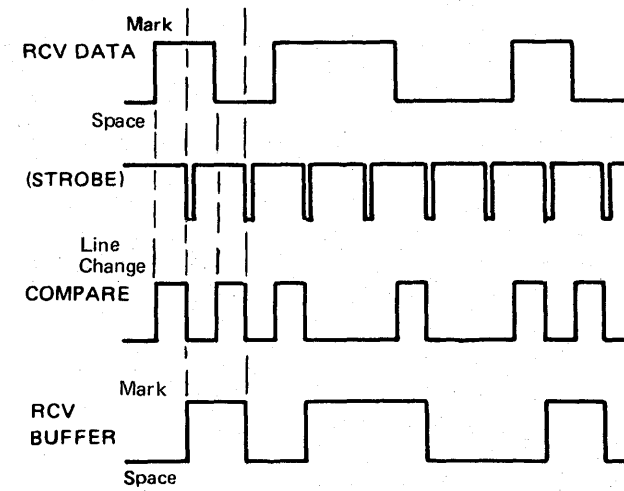 Mark
RCV DATA
Space
(STROBE)
Line
Change
COMPARE
Mark
RCV
BUFFER
Space